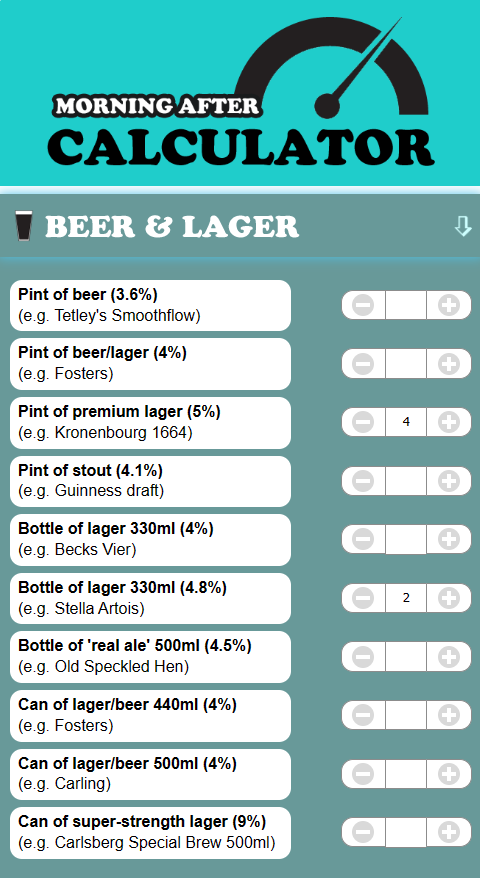 MORNING AFTER
CALCULATOR
BEER & LAGER
Pint of beer (3.6%)
(e.g. Tetley's Smoothflow)
Pint of beer/lager (4%)
(e.g. Fosters)
Pint of premium lager (5%)
(e.g. Kronenbourg 1664)
4
Pint of stout (4.1%)
(e.g. Guinness draft)
Bottle of lager 330ml (4%)
(e.g. Becks Vier)
Bottle of lager 330ml (4.8%)
(e.g. Stella Artois)
2
Bottle of 'real ale' 500ml (4.5%)
(e.g. Old Speckled Hen)
Can of lager/beer 440ml (4%)
(e.g. Fosters)
Can of lager/beer 500ml (4%)
(e.g. Carling)
Can of super-strength lager (9%)
(e.g. Carlsberg Special Brew 500ml)